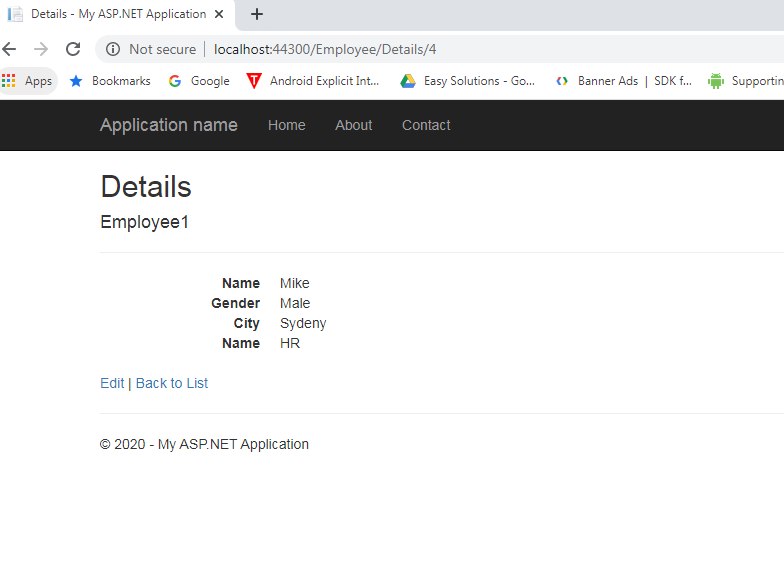 Details - My ASP.NET Application
Not secure | localhost:44300/Employee/Details/4
Apps Bookmarks Google Android Explicit Int... Easy Solutions - Go... Banner Ads | SDK f... Supportin
Application name Home About Contact
Details
Employee1
Name Mike
Gender Male
City Sydeny
Name HR
Edit | Back to List
© 2020 - My ASP.NET Application